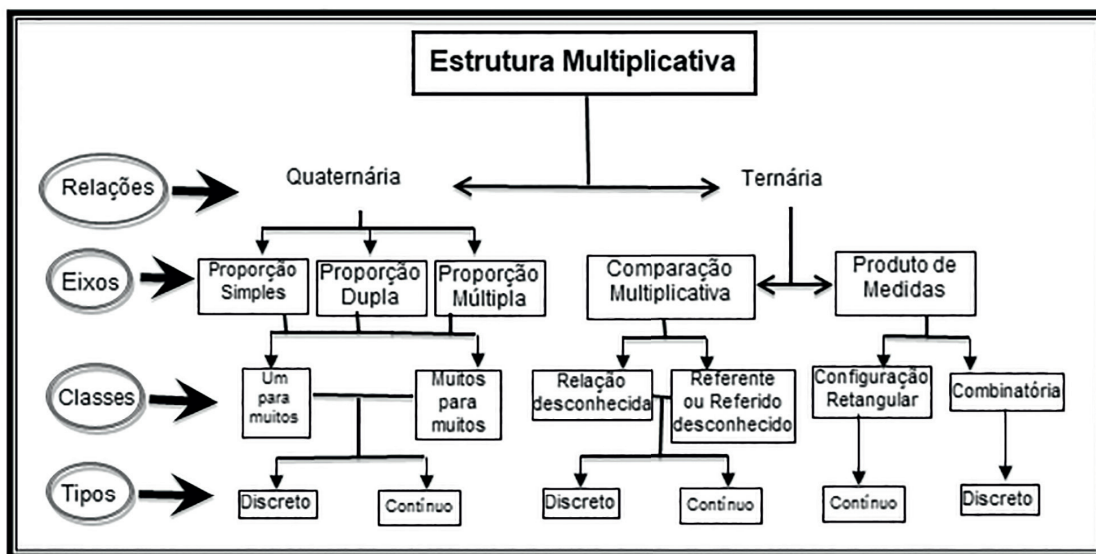 Estrutura Multiplicativa
Relações
Quaternária
Ternária
Eixos
Proporção
Simples
Proporção
Dupla
Proporção
Múltipla
Comparação
Multiplicativa
Produto de
Medidas
Classes
Um
para
muitos
Muitos
para
muitos
Relação
desconhecida
Referente
ou Referido
desconhecido
Configuração
Retangular
Combinatória
Tipos
Discreto
Contínuo
Discreto
Contínuo
Contínuo
Discreto